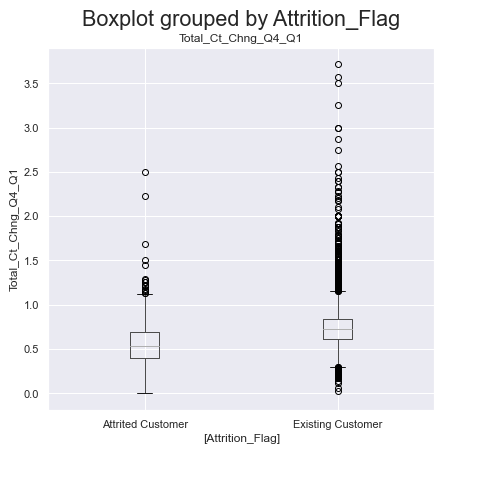 Boxplot grouped by Attrition_Flag
Total_Ct_Chng_Q4_Q1
3.5
3.0
2.5
2.0
1.5
1.0
0.5
0.0
Total_Ct_Chng_Q4_Q1
Attrited Customer
Existing Customer
[Attrition_Flag]